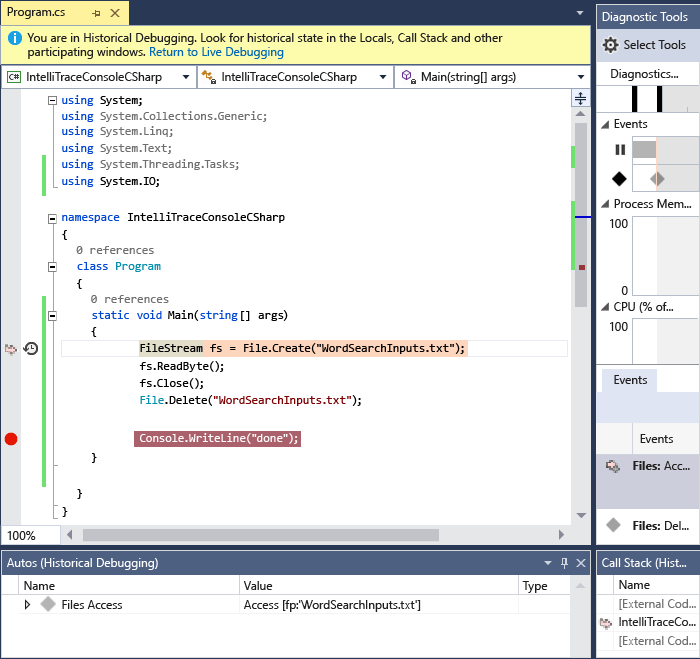 Program.cs
You are in Historical Debugging. Look for historical state in the Locals, Call Stack and other
participating windows. Return to Live Debugging
C# IntelliTraceConsoleCSharp
IntelliTraceConsoleCSharp
Main(string[] args)
using System;
using System.Collections.Generic;
using System.Linq;
using System.Text;
using System.Threading.Tasks;
using System.IO;
namespace IntelliTraceConsoleCSharp
{
0 references
class Program
{
0 references
static void Main(string[] args)
{
FileStream fs = File.Create("WordSearchInputs.txt");
fs.ReadByte();
fs.Close();
File.Delete("WordSearchInputs.txt");
Console.WriteLine("done");
}
}
}
100%
Diagnostic Tools
Select Tools
Diagnostics...
Events
Process Mem...
100
0
CPU (% of...
100
Events
Events
Files: Acc...
Files: Del...
Autos (Historical Debugging)
Name Value Type
Files Access Access [fp:'WordSearchInputs.txt']
Call Stack (Hist...
Name
[External Cod...
IntelliTraceCo...
[External Cod...